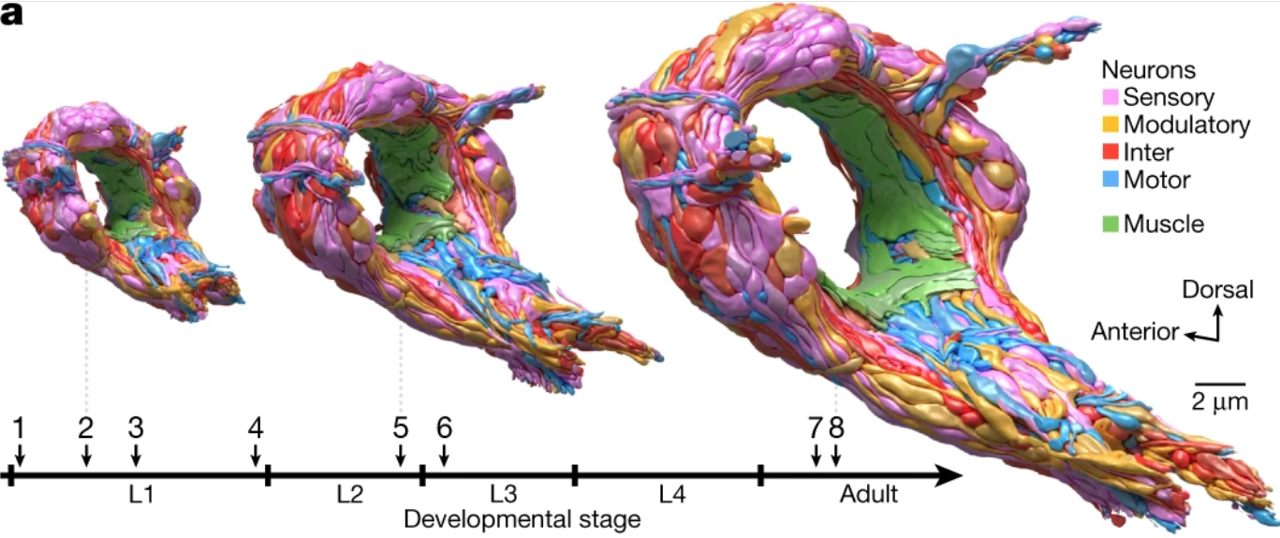 a
Neurons
Sensory
Modulatory
Inter
Motor
Muscle
Dorsal
Anterior
2 μm
1 2 3 4 5 6 7 8
L1 L2 L3 L4 Adult
Developmental stage